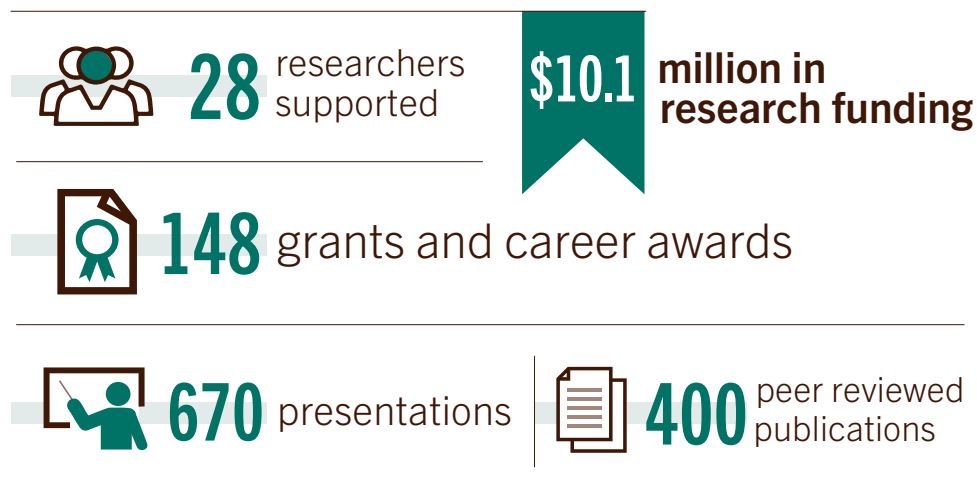 28 researchers
supported
$10.1 million in
research funding
148 grants and career awards
670 presentations
400 peer reviewed
publications